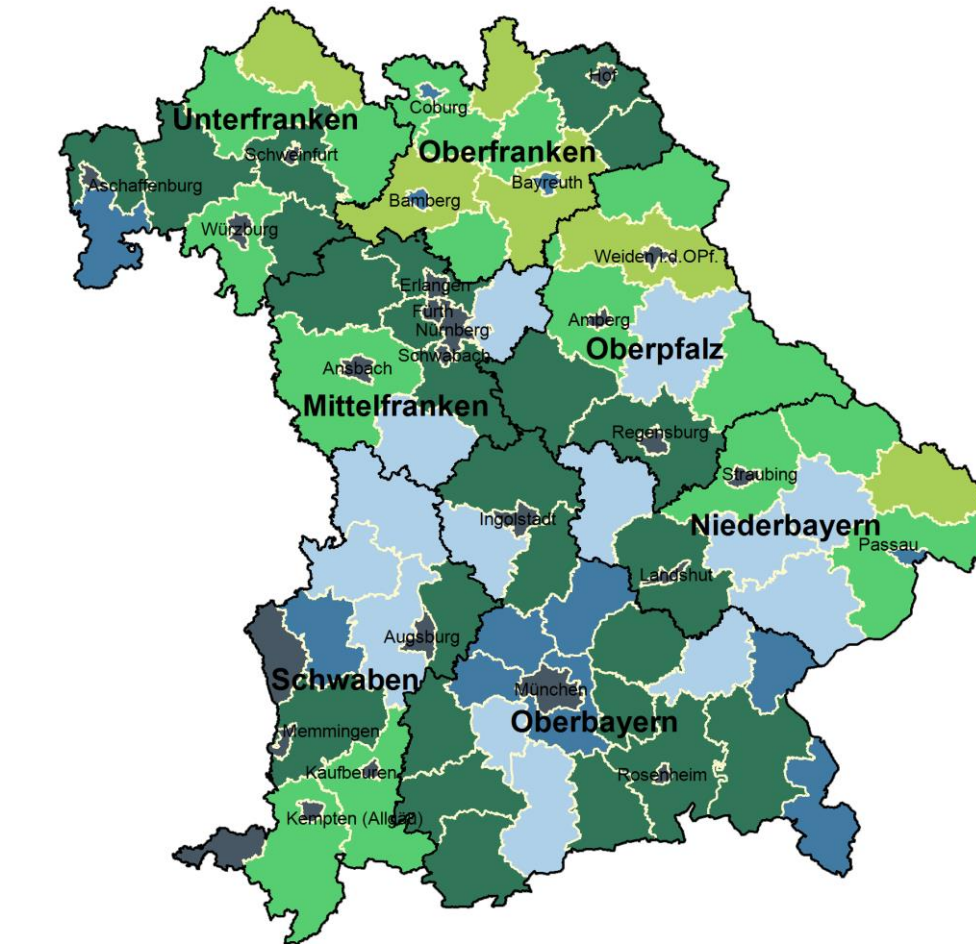 Hof
Coburg
Unterfranken
Schweinfurt
Oberfranken
Aschaffenburg
Bayreuth
Bamberg
Würzburg
Weiden i.d.OPf.
Erlangen
Fürth
Nürnberg
Amberg
Schwabach
Oberpfalz
Ansbach
Mittelfranken
Regensburg
Straubing
Ingolstadt
Niederbayern
Passau
Landshut
Augsburg
Schwaben
München
Oberbayern
Memmingen
Kaufbeuren
Rosenheim
Kempten (Allgäu)